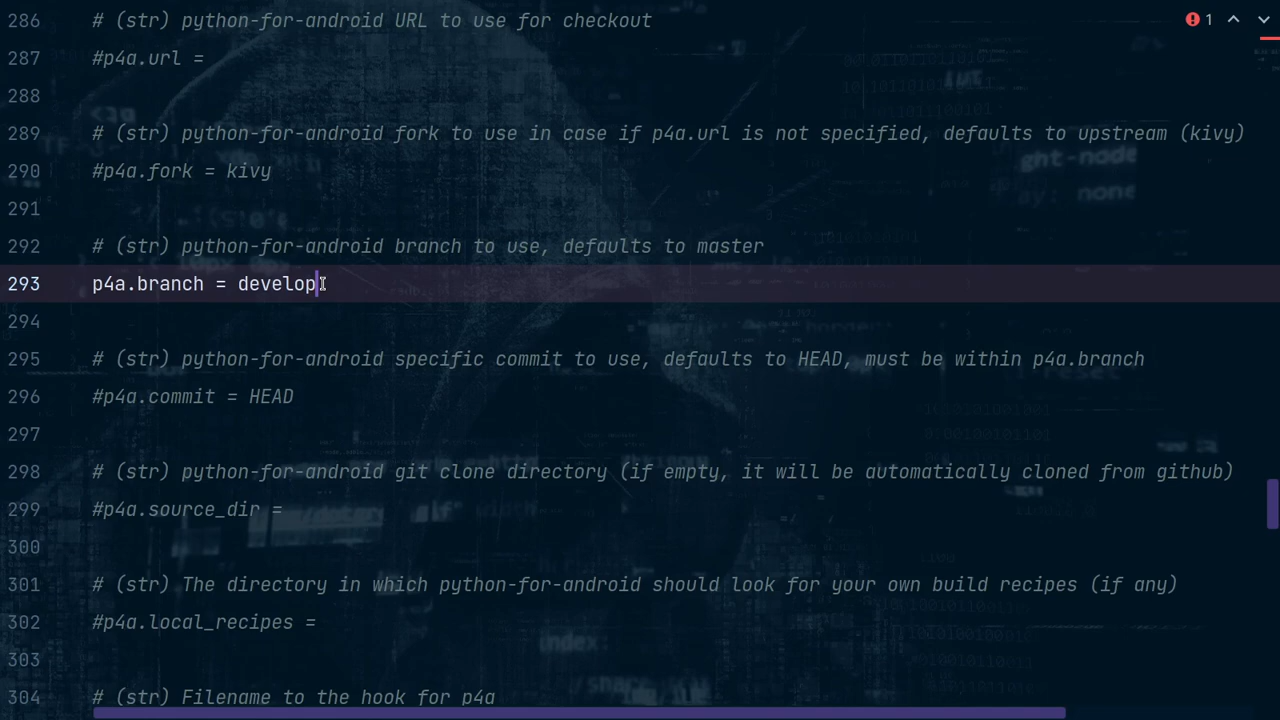 286 # (str) python-for-android URL to use for checkout
1
287 #p4a.url =
288
289 # (str) python-for-android fork to use in case if p4a.url is not specified, defaults to upstream (kivy)
290 #p4a.fork = kivy
291
292 # (str) python-for-android branch to use, defaults to master
293 p4a.branch = develop
294
295 # (str) python-for-android specific commit to use, defaults to HEAD, must be within p4a.branch
296 #p4a.commit = HEAD
297
298 # (str) python-for-android git clone directory (if empty, it will be automatically cloned from github)
299 #p4a.source_dir =
300
301 # (str) The directory in which python-for-android should look for your own build recipes (if any)
302 #p4a.local_recipes =
303
304 # (str) Filename to the hook for p4a